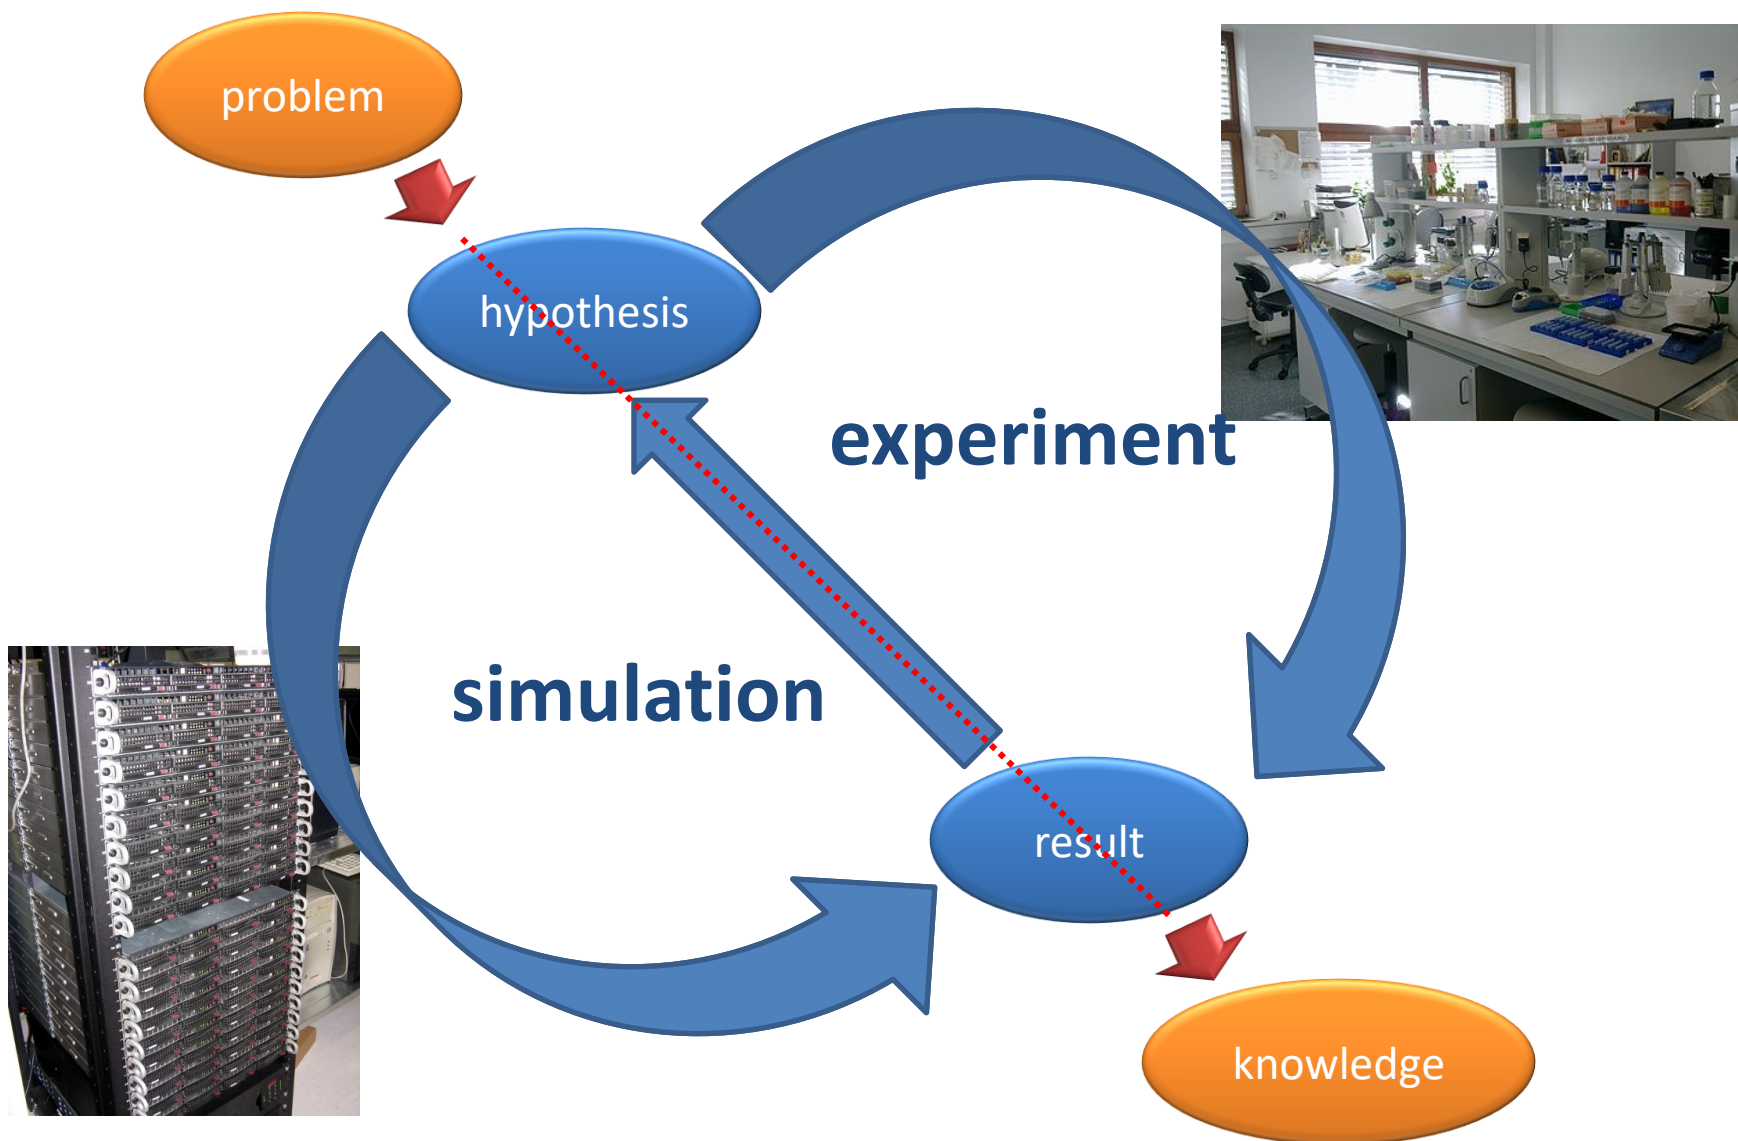 problem
hypothesis
experiment
simulation
result
knowledge